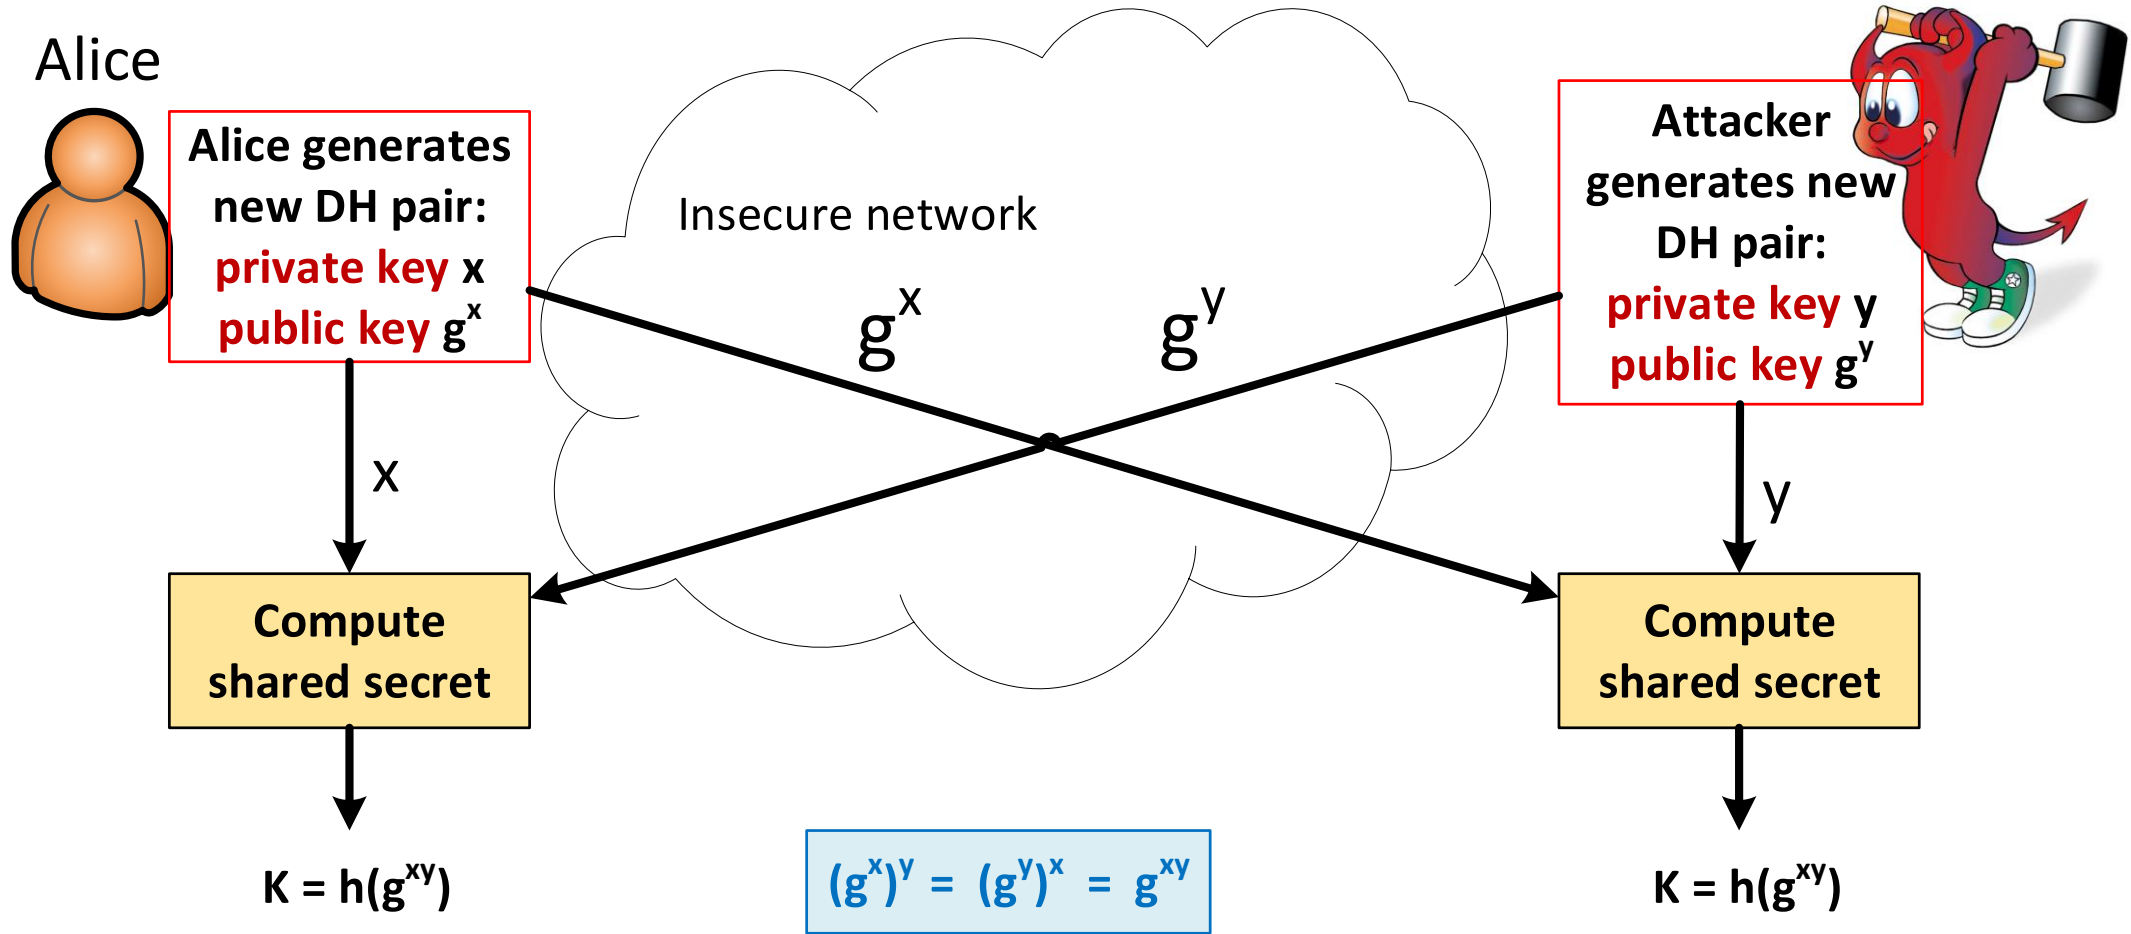 Alice
Alice generates
new DH pair:
private key x
public key gˣ
Insecure network
gˣ
gʸ
Attacker
generates new
DH pair:
private key y
public key gʸ
x
y
Compute
shared secret
Compute
shared secret
K = h(gˣʸ)
(gˣ)ʸ = (gʸ)ˣ = gˣʸ
K = h(gˣʸ)